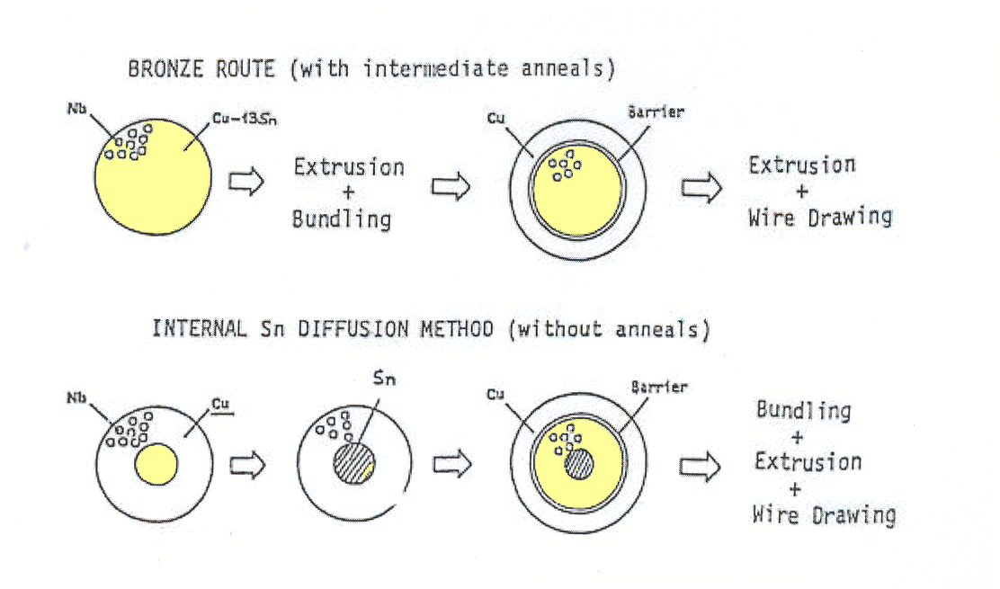 BRONZE ROUTE (with intermediate anneals)
Nb
Cu-13Sn
Extrusion
+
Bundling
Cu
Barrier
Extrusion
+
Wire Drawing
INTERNAL Sn DIFFUSION METHOD (without anneals)
Nb
Cu
Sn
Cu
Barrier
Bundling
+
Extrusion
+
Wire Drawing